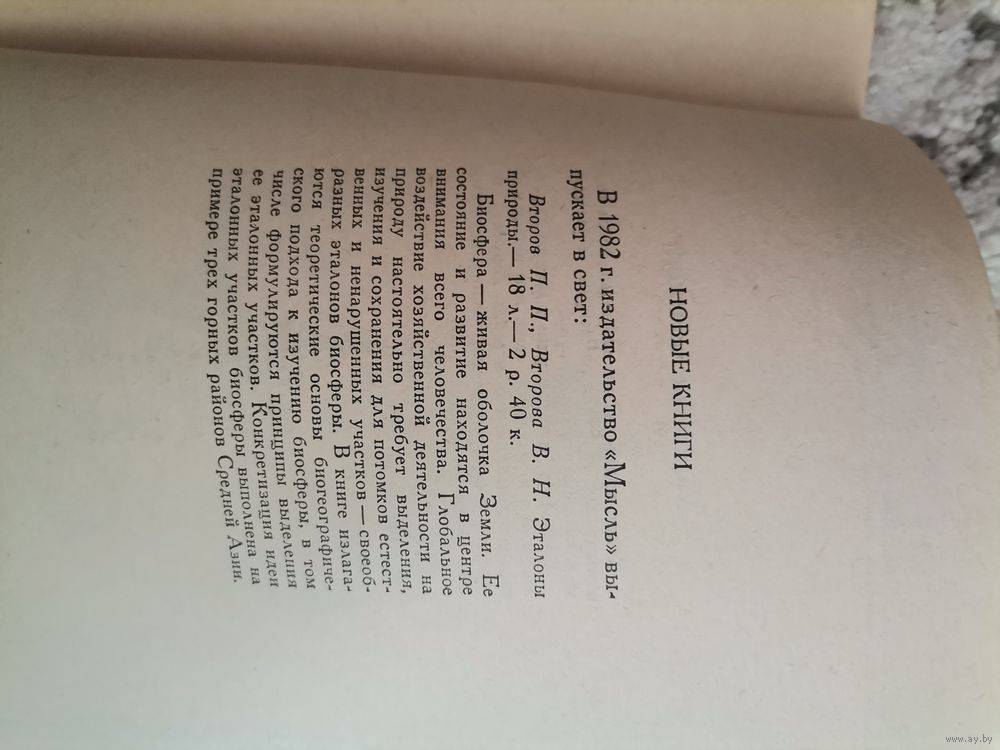 НОВЫЕ КНИГИ
В 1982 г. издательство «Мысль» вы-
пускает в свет:
Второв П. П., Второва В. Н. Эталоны
природы.— 18 л.— 2 р. 40 к.
Биосфера — живая оболочка Земли. Ее
состояние и развитие находятся в центре
внимания всего человечества. Глобальное
воздействие хозяйственной деятельности на
природу настоятельно требует выделения,
изучения и сохранения для потомков естест-
венных и ненарушенных участков — своеоб-
разных эталонов биосферы. В книге излага-
ются теоретические основы биогеографиче-
ского подхода к изучению биосферы, в том
числе формулируются принципы выделения
ее эталонных участков. Конкретизация идеи
эталонных участков биосферы выполнена на
примере трех горных районов Средней Азии.
www.ay.by